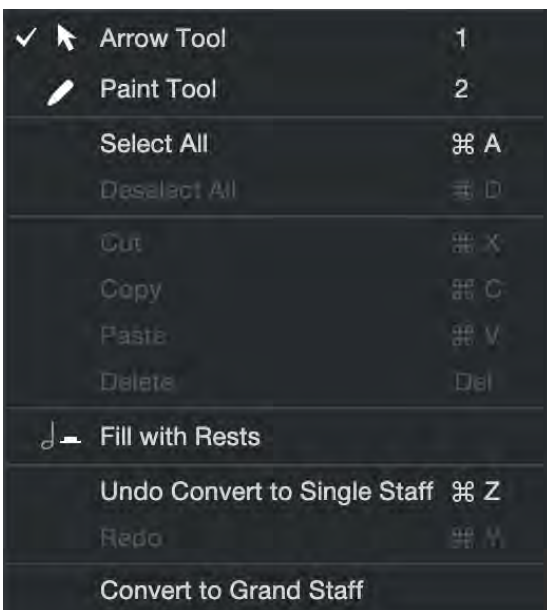 ✓ Arrow Tool 1
Paint Tool 2
Select All ⌘ A
Deselect All ⌘ D
Cut ⌘ X
Copy ⌘ C
Paste ⌘ V
Delete Del
Fill with Rests
Undo Convert to Single Staff ⌘ Z
Redo ⌘ Y
Convert to Grand Staff